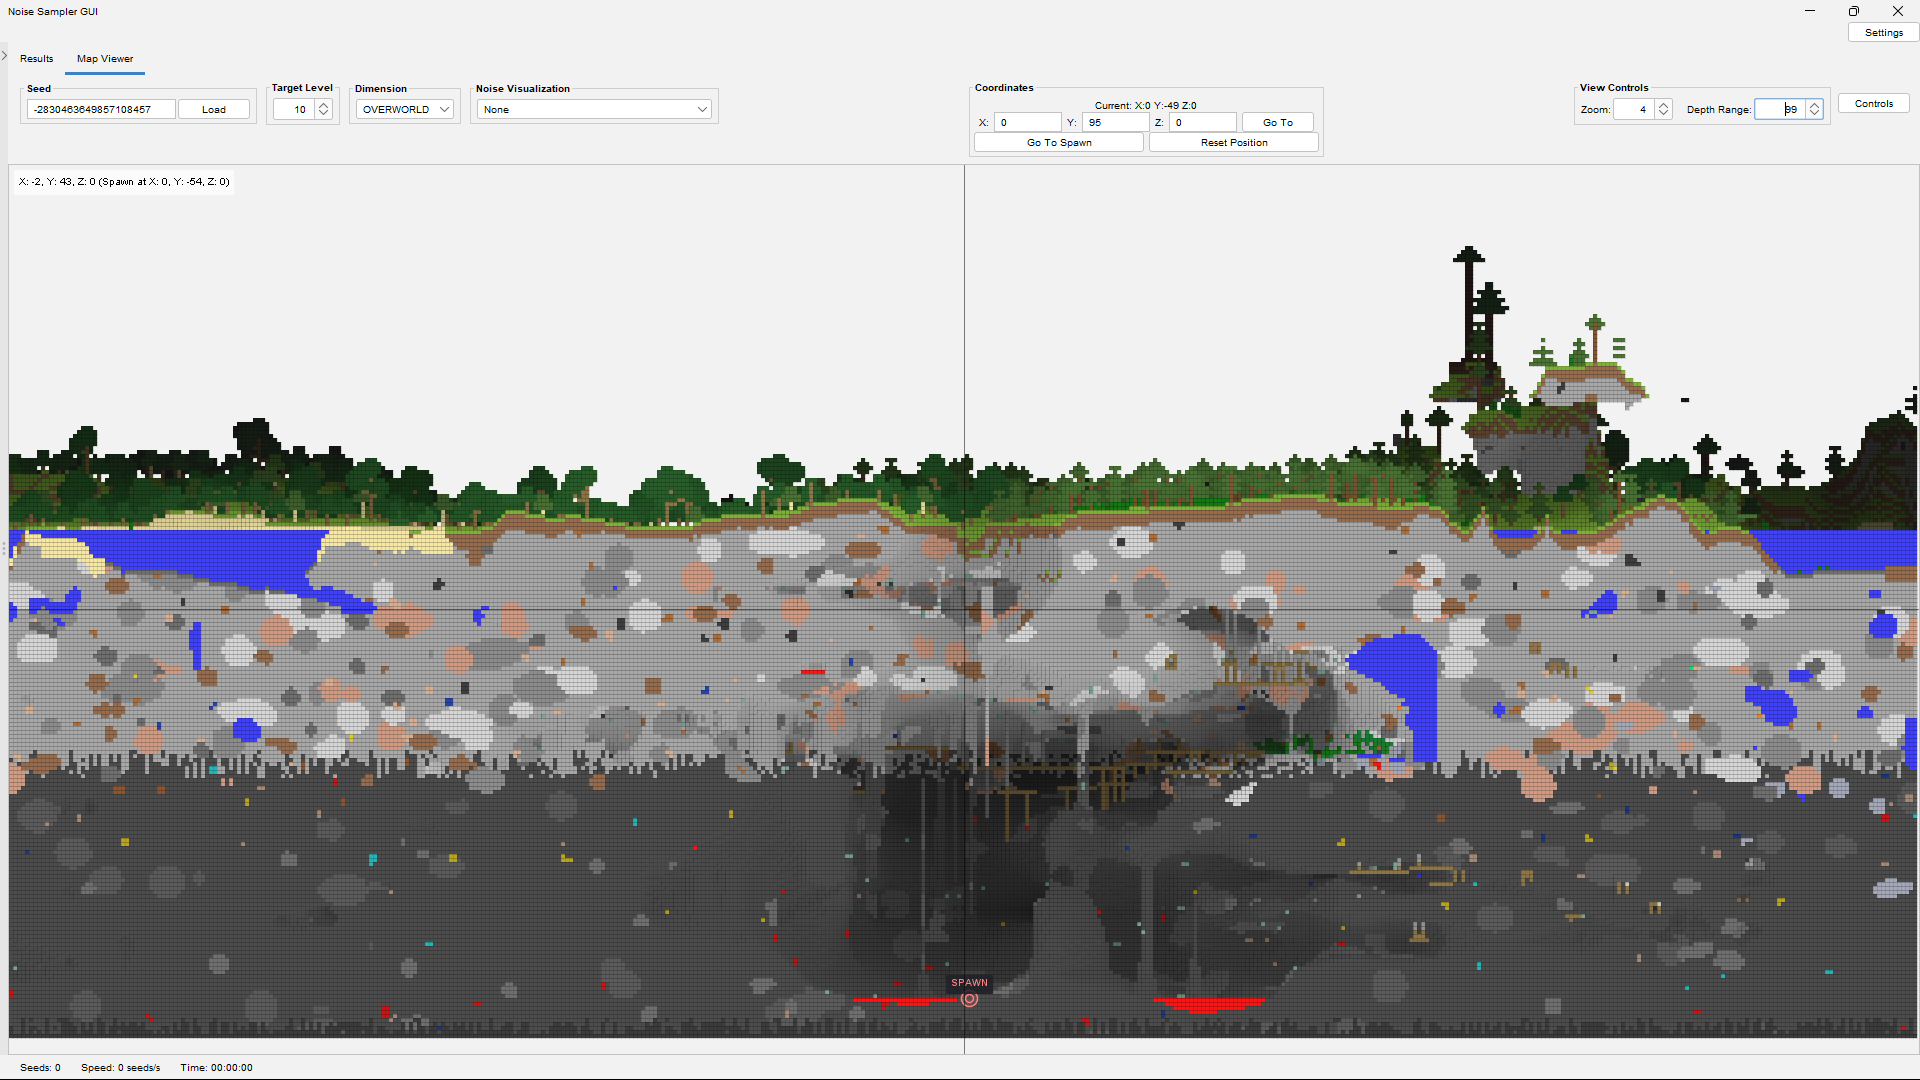 Noise Sampler GUI
Settings
Results
Map Viewer
Seed
-2830463649857108457
Load
Target Level
10
Dimension
OVERWORLD
Noise Visualization
None
Coordinates
Current: X:0 Y:-49 Z:0
X: 0 Y: 95 Z: 0 Go To
Go To Spawn
Reset Position
View Controls
Zoom: 4 Depth Range: 99
Controls
X: -2, Y: 43, Z: 0 (Spawn at X: 0, Y: -54, Z: 0)
SPAWN
Seeds: 0 Speed: 0 seeds/s Time: 00:00:00